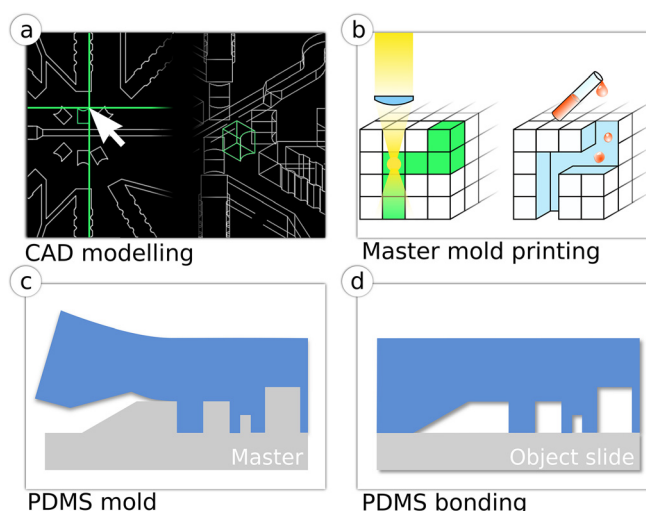 a
b
CAD modelling
Master mold printing
c
d
Master
Object slide
PDMS mold
PDMS bonding